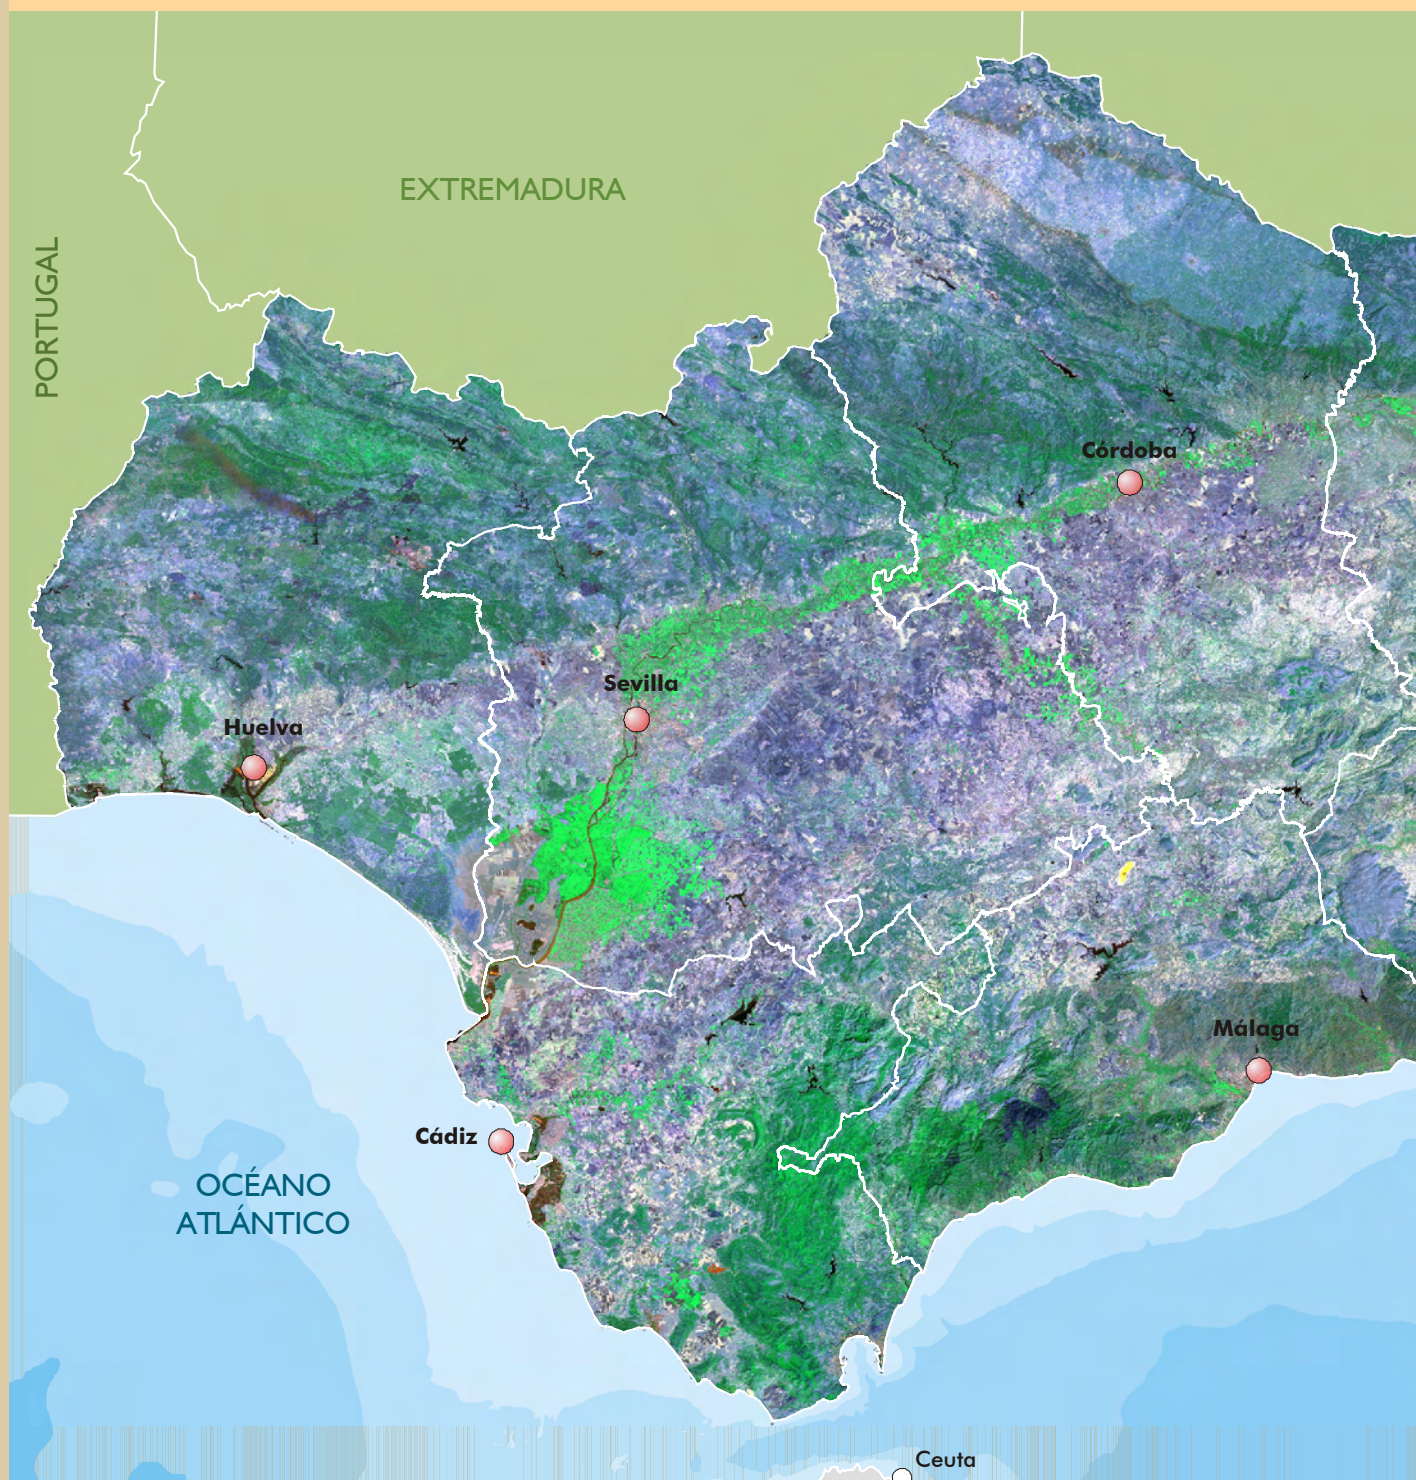 EXTREMADURA
PORTUGAL
Córdoba
Sevilla
Huelva
Málaga
Cádiz
OCÉANO
ATLÁNTICO
Ceuta